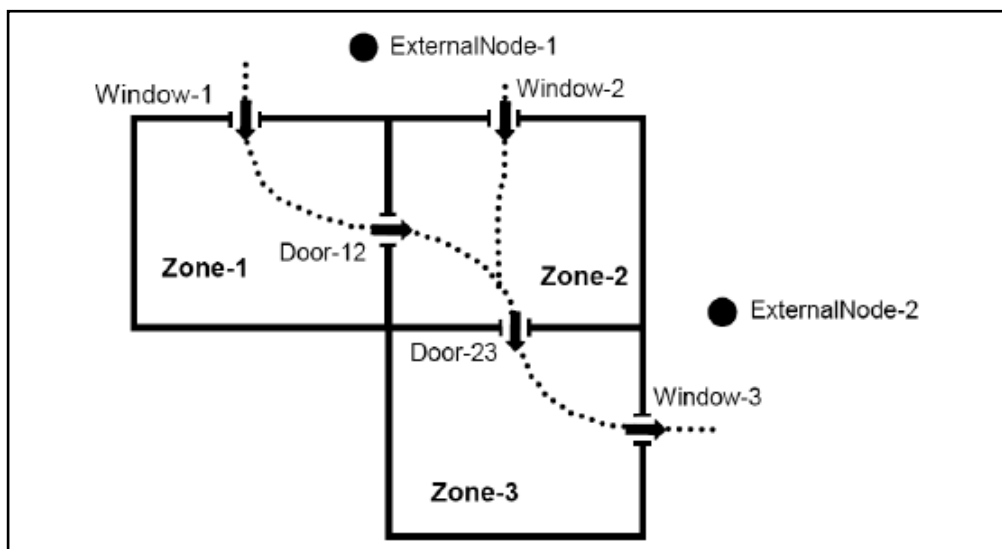 ExternalNode-1
Window-1
Window-2
Door-12
Zone-1
Zone-2
ExternalNode-2
Door-23
Window-3
Zone-3